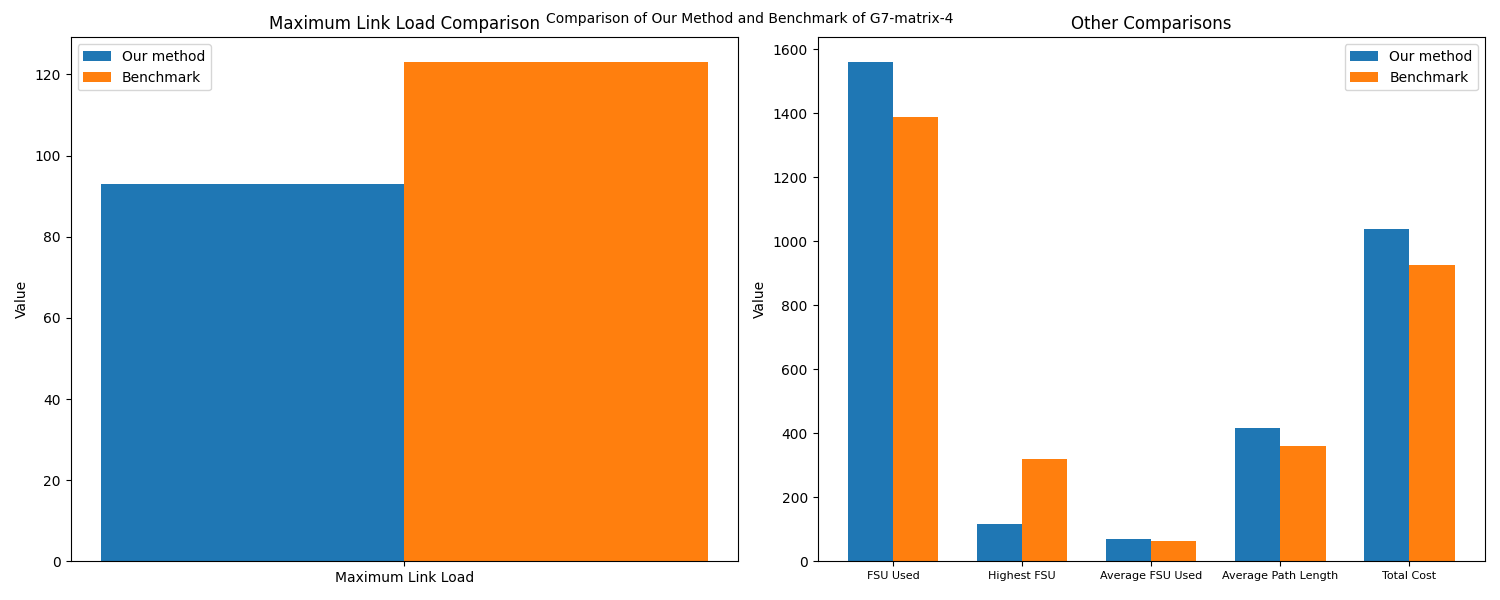 Comparison of Our Method and Benchmark of G7-matrix-4
Maximum Link Load Comparison
Our method
Benchmark
Value
120
100
80
60
40
20
0
Maximum Link Load
Other Comparisons
Our method
Benchmark
Value
1600
1400
1200
1000
800
600
400
200
0
FSU Used
Highest FSU
Average FSU Used
Average Path Length
Total Cost